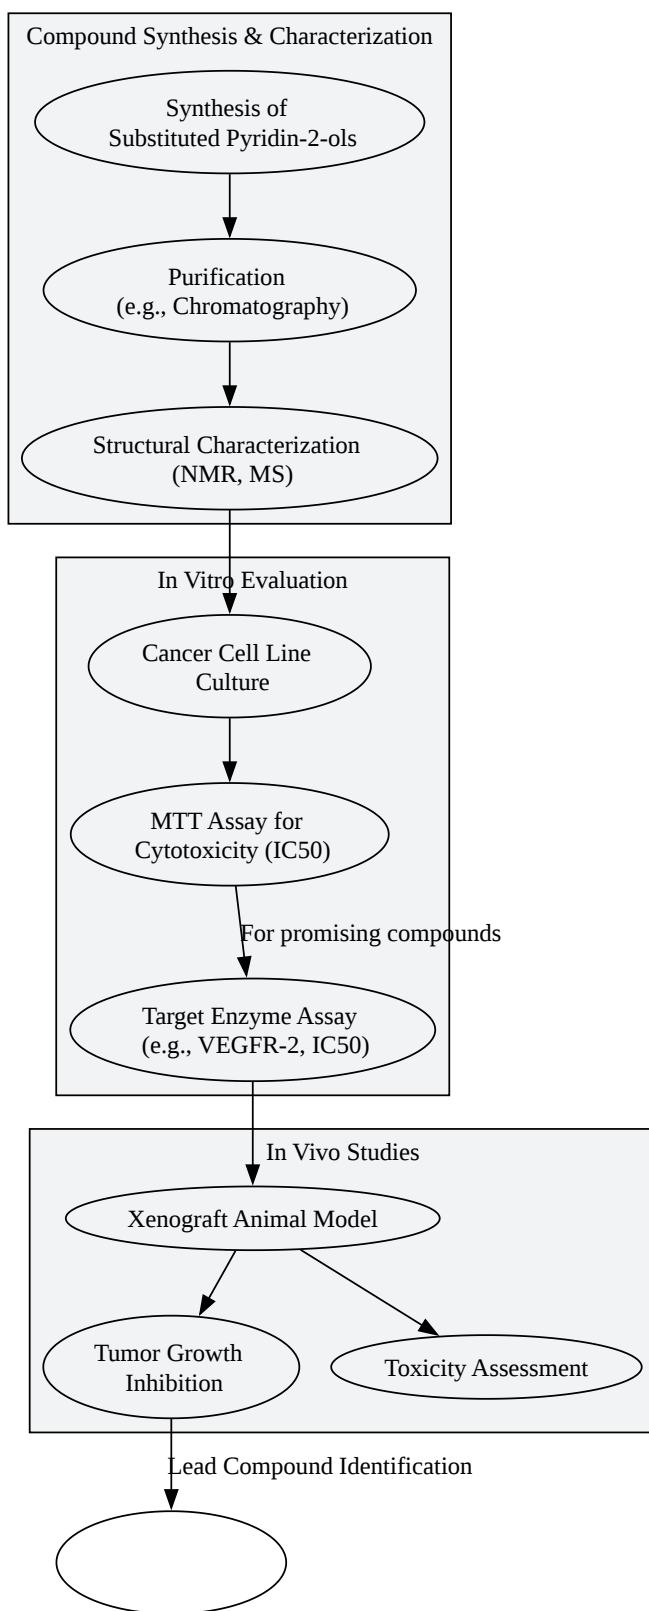 Compound Synthesis & Characterization
Synthesis of
Substituted Pyridin-2-ols
Purification
(e.g., Chromatography)
Structural Characterization
(NMR, MS)
In Vitro Evaluation
Cancer Cell Line
Culture
MTT Assay for
Cytotoxicity (IC50)
For promising compounds
Target Enzyme Assay
(e.g., VEGFR-2, IC50)
In Vivo Studies
Xenograft Animal Model
Tumor Growth
Inhibition
Toxicity Assessment
Lead Compound Identification